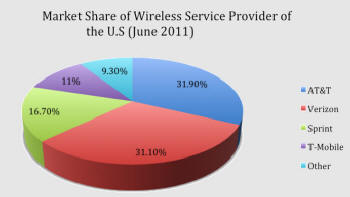 Market Share of Wireless Service Provider of
the U.S (June 2011)
9.30%
11%
31.90%
16.70%
31.10%
AT&T
Verizon
Sprint
T-Mobile
Other